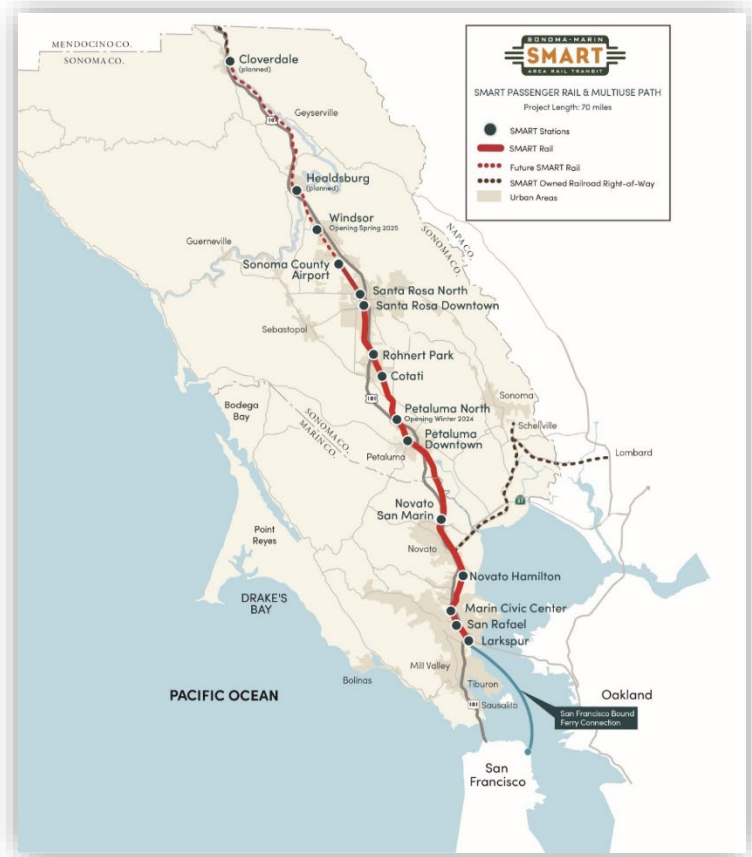 MENDOCINO CO.
SONOMA CO.
Cloverdale
(planned)
101
Geyserville
Healdsburg
(planned)
Windsor
Opening Spring 2025
Guerneville
Sonoma County
Airport
Santa Rosa North
Santa Rosa Downtown
Sebastopol
Rohnert Park
Cotati
101
Petaluma North
Opening Winter 2024
Petaluma
Downtown
Petaluma
Bodega
Bay
SONOMA CO.
MARIN CO.
NAPA CO.
SONOMA CO.
Sonoma
Schellville
Lombard
37
Novato
San Marin
Novato
Novato Hamilton
Point
Reyes
DRAKE'S
BAY
Marin Civic Center
San Rafael
Larkspur
Mill Valley
Bolinas
Tiburon
101
Sausalito
PACIFIC OCEAN
Oakland
San Francisco Bound
Ferry Connection
San
Francisco
SONOMA-MARIN
SMART
AREA RAIL TRANSIT
SMART PASSENGER RAIL & MULTIUSE PATH
Project Length: 70 miles
SMART Stations
SMART Rail
Future SMART Rail
SMART Owned Railroad Right-of-Way
Urban Areas